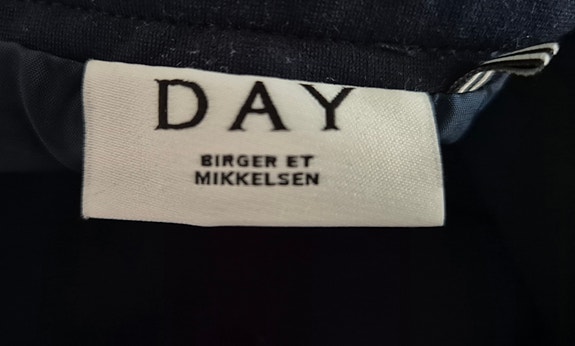 DAY
BIRGER ET
MIKKELSEN